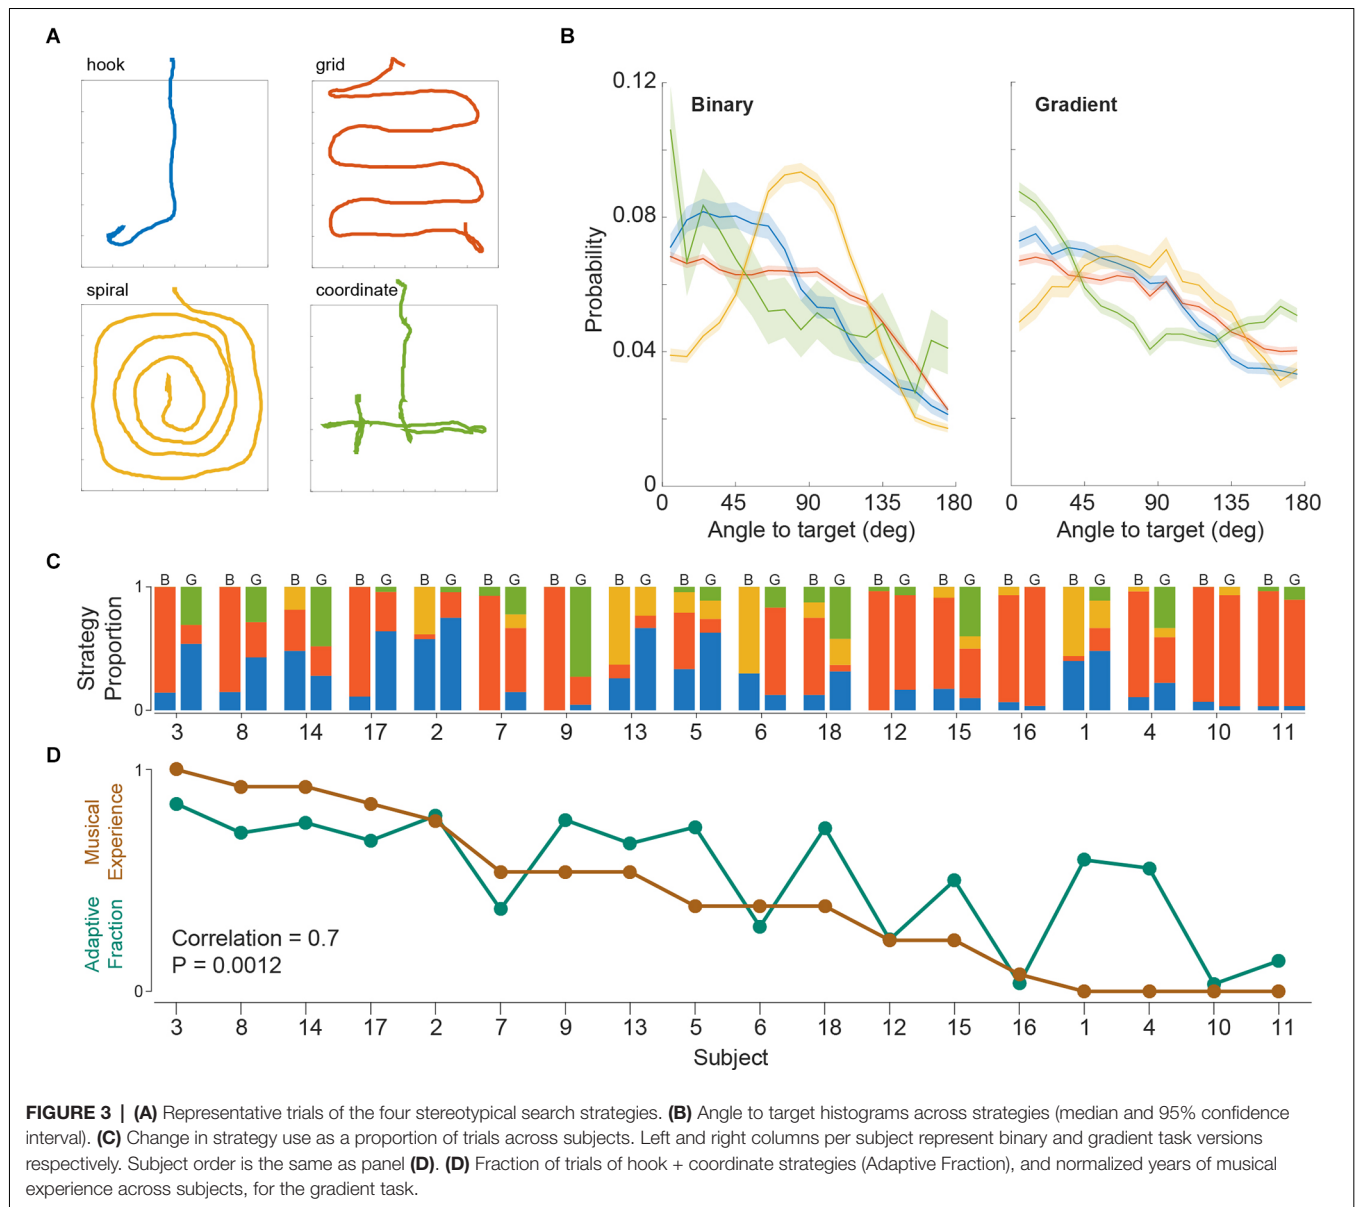 A
hook
grid
spiral
coordinate
B
Binary
Gradient
Probability
0.12
0.08
0.04
0
0 45 90 135 180
0 45 90 135 180
Angle to target (deg)
Angle to target (deg)
C
Strategy
Proportion
1
0
B G B G B G B G B G B G B G B G B G B G B G B G B G B G B G B G B G B G
3 8 14 17 2 7 9 13 5 6 18 12 15 16 1 4 10 11
D
Musical
Experience
Adaptive
Fraction
1
0
Correlation = 0.7
P = 0.0012
3 8 14 17 2 7 9 13 5 6 18 12 15 16 1 4 10 11
Subject
FIGURE 3 | (A) Representative trials of the four stereotypical search strategies. (B) Angle to target histograms across strategies (median and 95% confidence
interval). (C) Change in strategy use as a proportion of trials across subjects. Left and right columns per subject represent binary and gradient task versions
respectively. Subject order is the same as panel (D). (D) Fraction of trials of hook + coordinate strategies (Adaptive Fraction), and normalized years of musical
experience across subjects, for the gradient task.